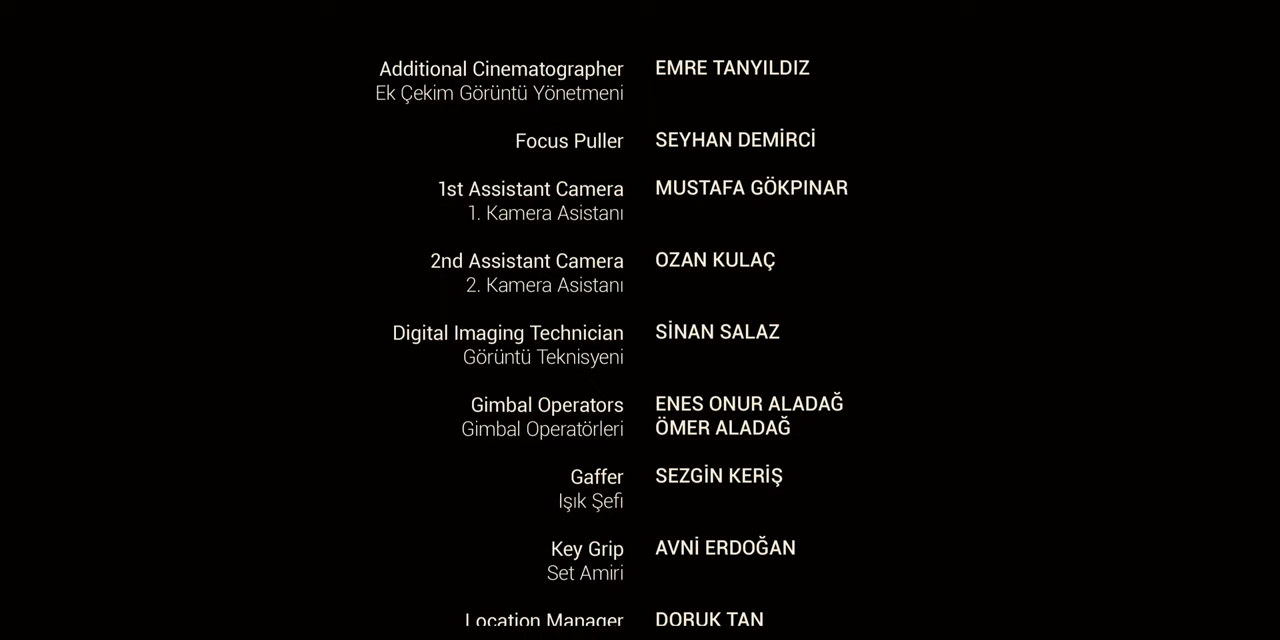 Additional Cinematographer EMRE TANYILDIZ
Ek Çekim Görüntü Yönetmeni
Focus Puller SEYHAN DEMİRCİ
1st Assistant Camera MUSTAFA GÖKPINAR
1. Kamera Asistanı
2nd Assistant Camera OZAN KULAÇ
2. Kamera Asistanı
Digital Imaging Technician SİNAN SALAZ
Görüntü Teknisyeni
Gimbal Operators ENES ONUR ALADAĞ
Gimbal Operatörleri ÖMER ALADAĞ
Gaffer SEZGİN KERİŞ
Işık Şefi
Key Grip AVNİ ERDOĞAN
Set Amiri
Location Manager DORUK TAN